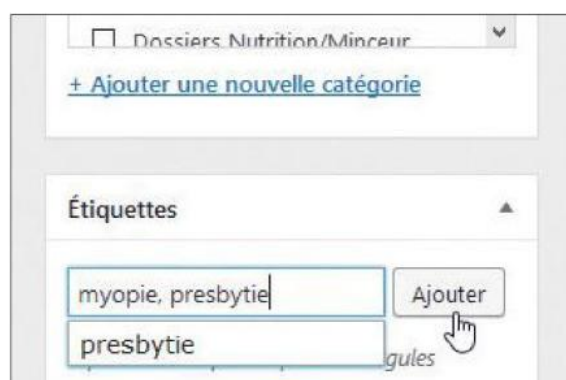 Dossiers Nutrition/Minceur
+ Ajouter une nouvelle catégorie
Étiquettes
myopie, presbytie
Ajouter
presbytie
gules